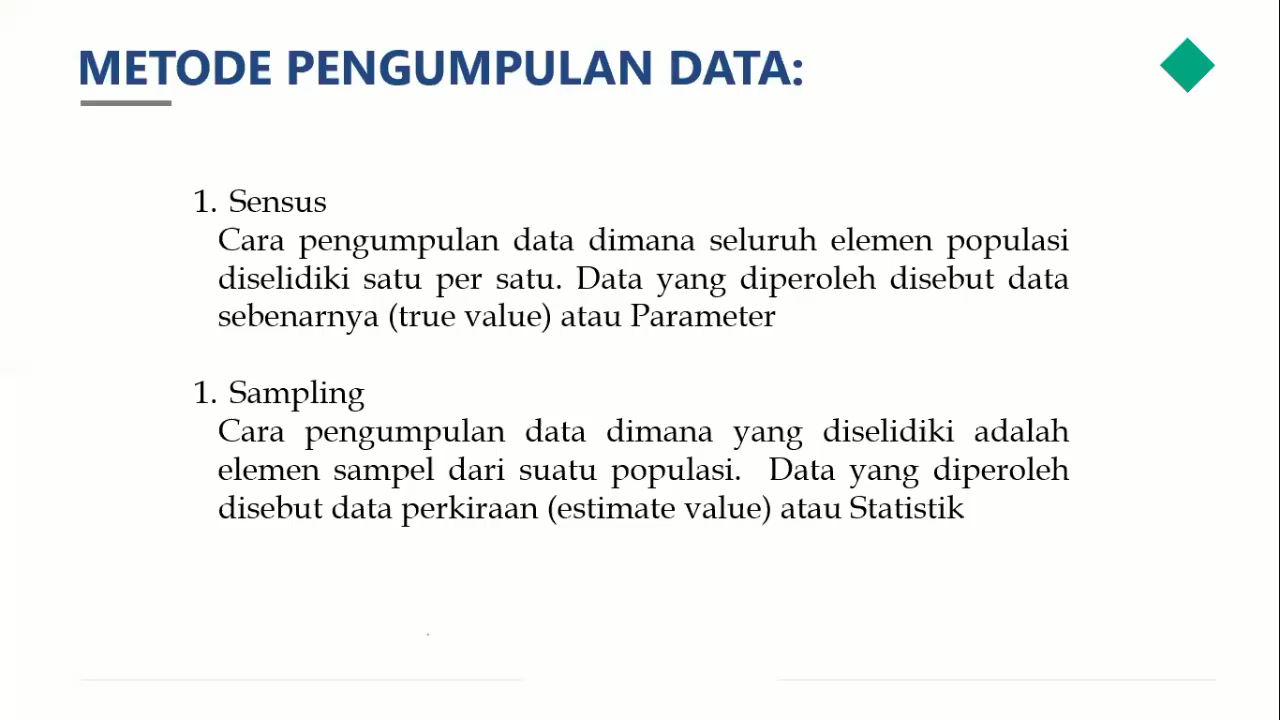 METODE PENGUMPULAN DATA:
1. Sensus
Cara pengumpulan data dimana seluruh elemen populasi
diselidiki satu per satu. Data yang diperoleh disebut data
sebenarnya (true value) atau Parameter
1. Sampling
Cara pengumpulan data dimana yang diselidiki adalah
elemen sampel dari suatu populasi. Data yang diperoleh
disebut data perkiraan (estimate value) atau Statistik